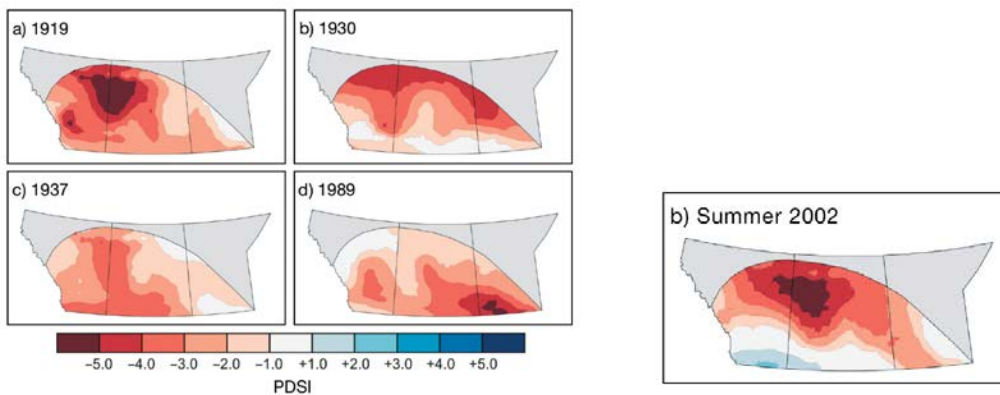 a) 1919
b) 1930
c) 1937
d) 1989
−5.0 −4.0 −3.0 −2.0 −1.0 +1.0 +2.0 +3.0 +4.0 +5.0
PDSI
b) Summer 2002